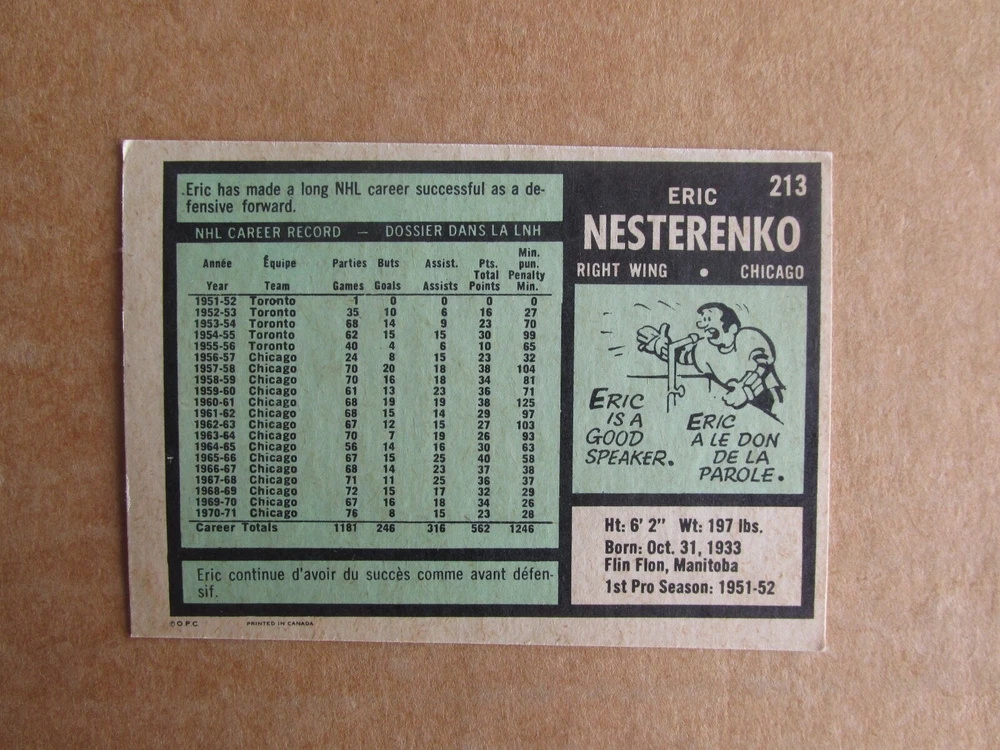 Eric has made a long NHL career successful as a de-
fensive forward.
NHL CAREER RECORD — DOSSIER DANS LA LNH
Année Équipe Parties Buts Assist. Pts. Total Min. pun.
Year Team Games Goals Assists Points Penalty Min.
1951-52 Toronto 1 0 0 0 0
1952-53 Toronto 35 10 6 16 27
1953-54 Toronto 68 14 9 23 70
1954-55 Toronto 62 15 15 30 99
1955-56 Toronto 40 4 6 10 65
1956-57 Chicago 24 8 15 23 32
1957-58 Chicago 70 20 18 38 104
1958-59 Chicago 70 16 18 34 81
1959-60 Chicago 61 13 23 36 71
1960-61 Chicago 68 19 19 38 125
1961-62 Chicago 68 15 14 29 97
1962-63 Chicago 67 12 15 27 103
1963-64 Chicago 70 7 19 26 93
1964-65 Chicago 56 14 16 30 63
1965-66 Chicago 67 15 25 40 58
1966-67 Chicago 68 14 23 37 38
1967-68 Chicago 71 11 25 36 37
1968-69 Chicago 72 15 17 32 29
1969-70 Chicago 67 16 18 34 26
1970-71 Chicago 76 8 15 23 28
Career Totals 1181 246 316 562 1246
Eric continue d'avoir du succès comme avant défen-
sif.
©O.P.C. PRINTED IN CANADA
213
ERIC
NESTERENKO
RIGHT WING • CHICAGO
ERIC
IS A
GOOD
SPEAKER.
ERIC
A LE DON
DE LA
PAROLE.
Ht: 6' 2" Wt: 197 lbs.
Born: Oct. 31, 1933
Flin Flon, Manitoba
1st Pro Season: 1951-52